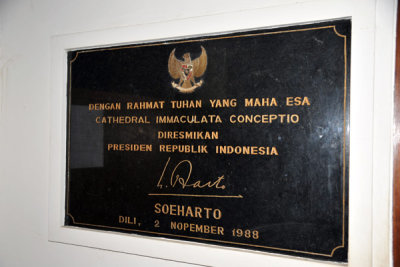 DENGAN RAHMAT TUHAN YANG MAHA ESA
CATHEDRAL IMMACULATA CONCEPTIO
DIRESMIKAN
PRESIDEN REPUBLIK INDONESIA
SOEHARTO
DILI, 2 NOPEMBER 1988